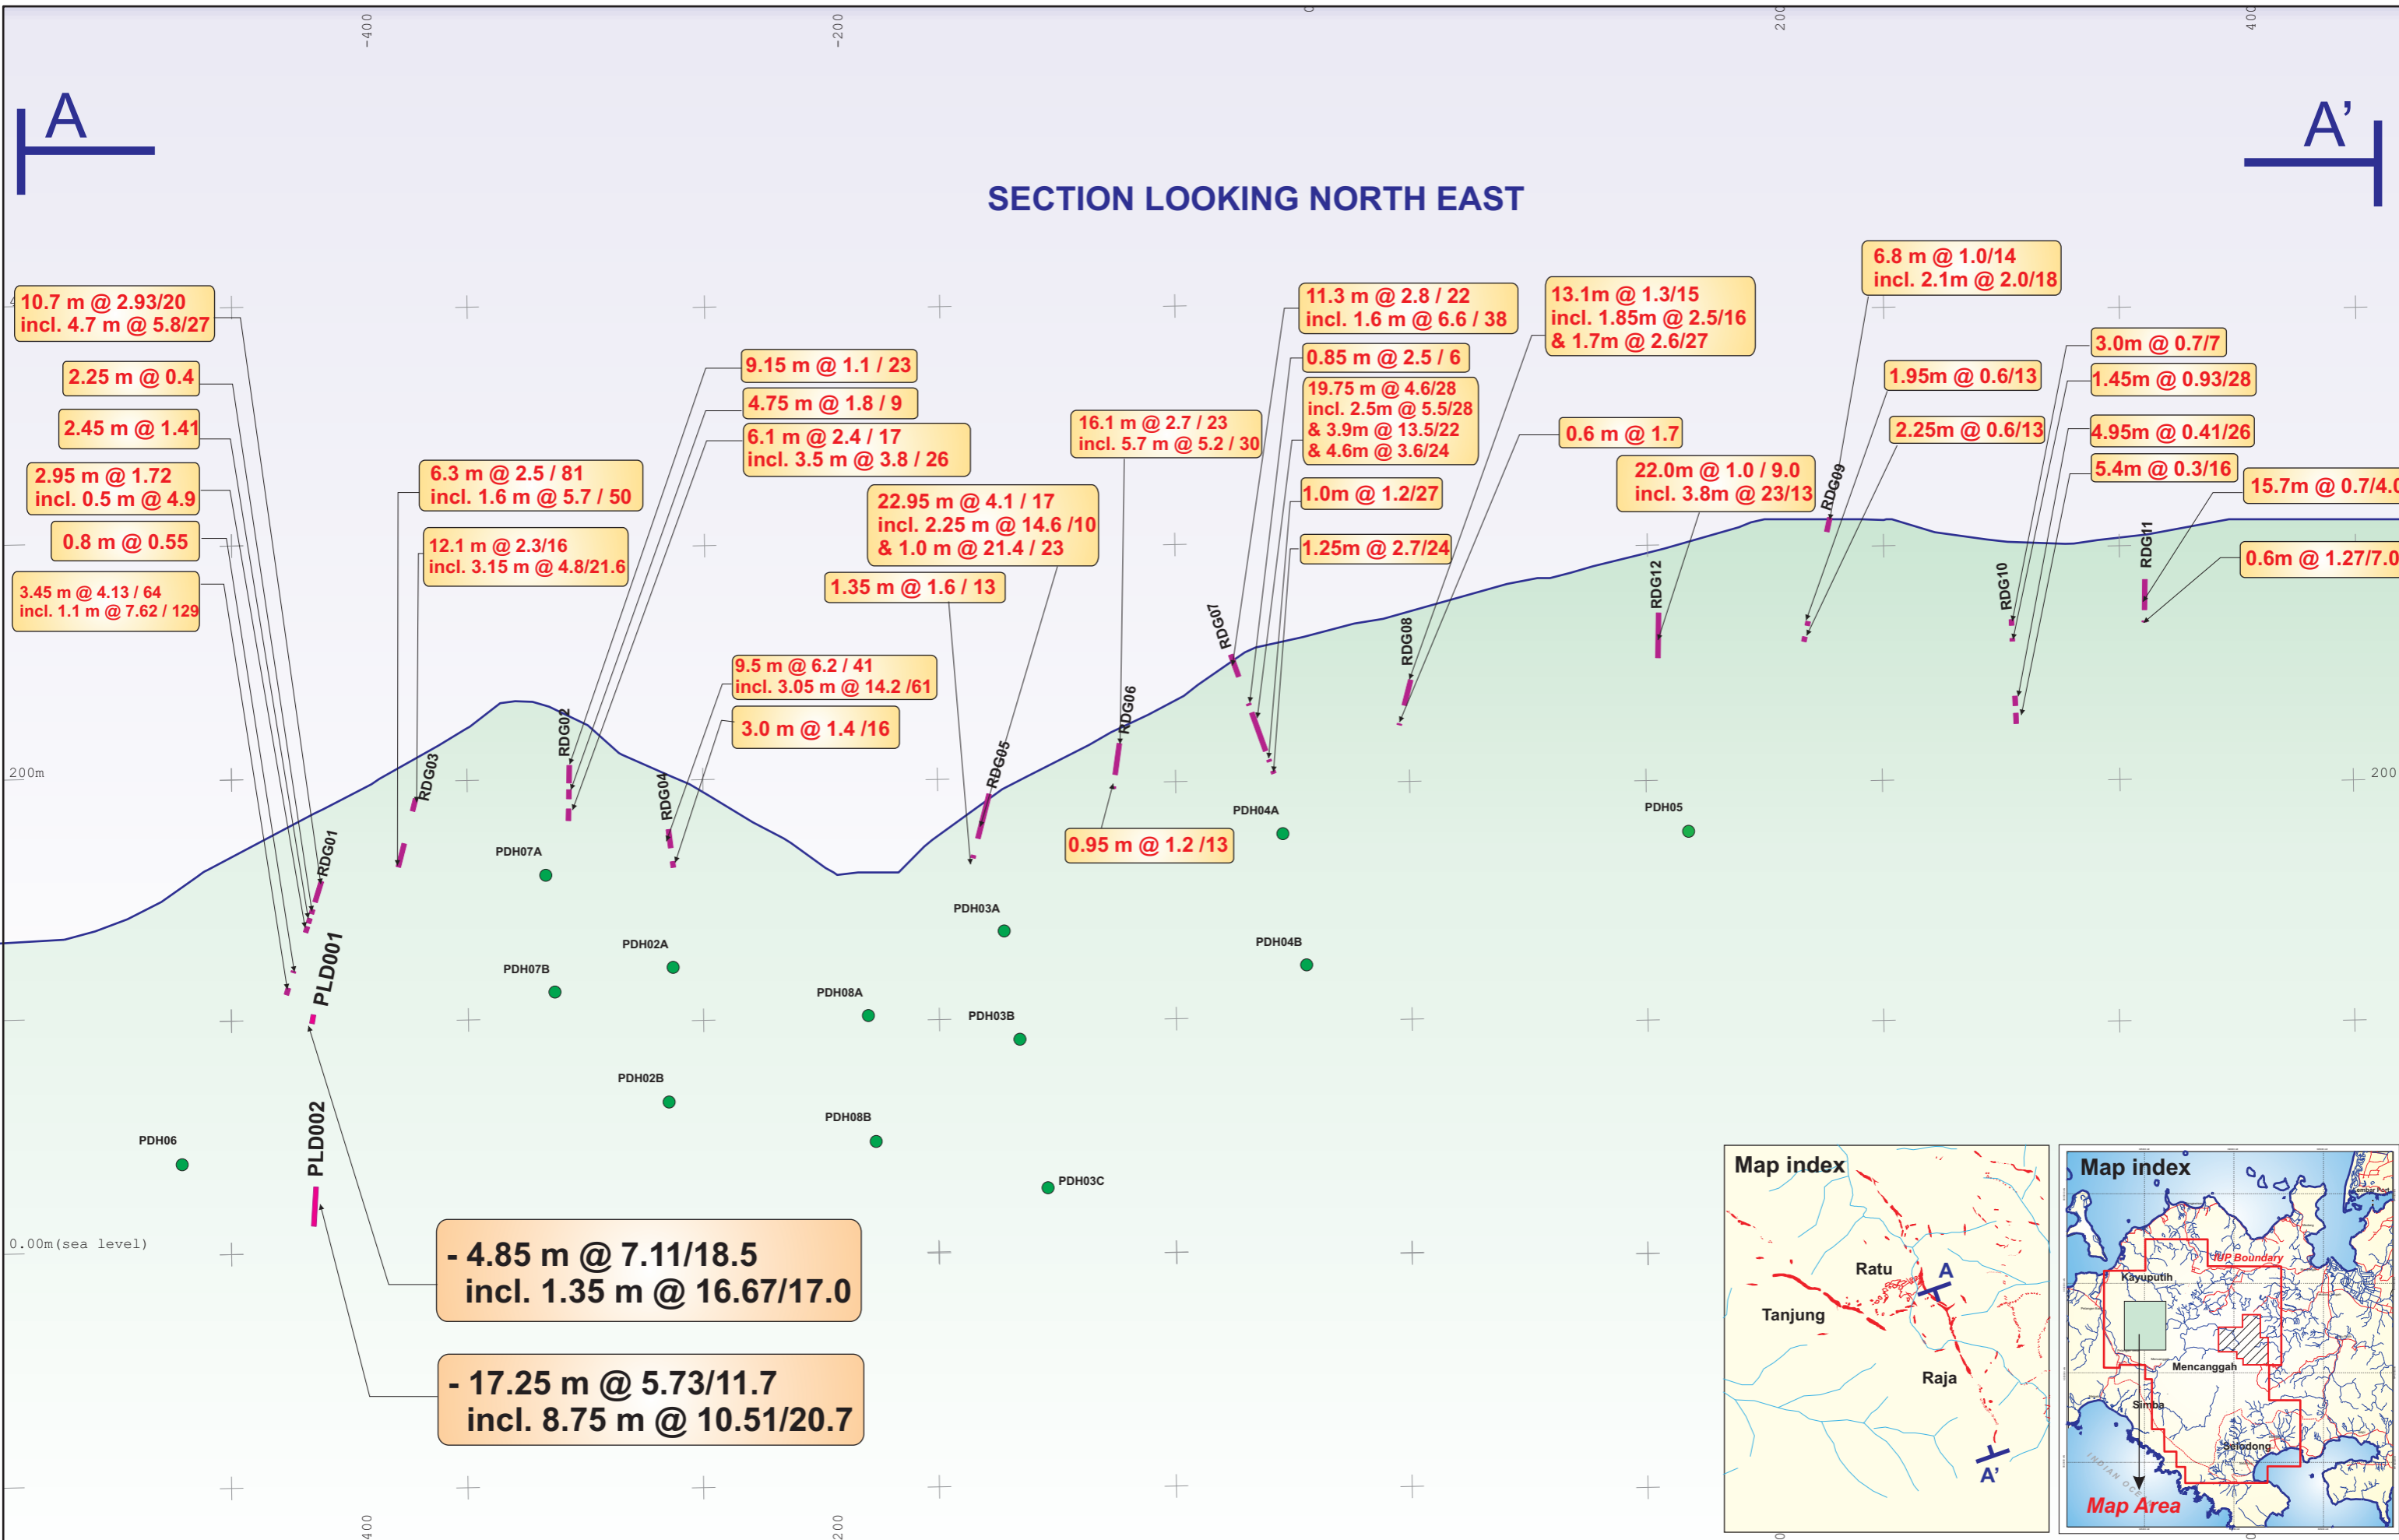 -400
-200
0
200
400
A
A'
SECTION LOOKING NORTH EAST
10.7 m @ 2.93/20
incl. 4.7 m @ 5.8/27
2.25 m @ 0.4
2.45 m @ 1.41
2.95 m @ 1.72
incl. 0.5 m @ 4.9
0.8 m @ 0.55
3.45 m @ 4.13 / 64
incl. 1.1 m @ 7.62 / 129
6.3 m @ 2.5 / 81
incl. 1.6 m @ 5.7 / 50
12.1 m @ 2.3/16
incl. 3.15 m @ 4.8/21.6
9.15 m @ 1.1 / 23
4.75 m @ 1.8 / 9
6.1 m @ 2.4 / 17
incl. 3.5 m @ 3.8 / 26
9.5 m @ 6.2 / 41
incl. 3.05 m @ 14.2 /61
3.0 m @ 1.4 /16
22.95 m @ 4.1 / 17
incl. 2.25 m @ 14.6 /10
& 1.0 m @ 21.4 / 23
1.35 m @ 1.6 / 13
16.1 m @ 2.7 / 23
incl. 5.7 m @ 5.2 / 30
0.95 m @ 1.2 /13
11.3 m @ 2.8 / 22
incl. 1.6 m @ 6.6 / 38
0.85 m @ 2.5 / 6
19.75 m @ 4.6/28
incl. 2.5m @ 5.5/28
& 3.9m @ 13.5/22
& 4.6m @ 3.6/24
1.0m @ 1.2/27
1.25m @ 2.7/24
13.1m @ 1.3/15
incl. 1.85m @ 2.5/16
& 1.7m @ 2.6/27
0.6 m @ 1.7
22.0m @ 1.0 / 9.0
incl. 3.8m @ 23/13
6.8 m @ 1.0/14
incl. 2.1m @ 2.0/18
1.95m @ 0.6/13
2.25m @ 0.6/13
3.0m @ 0.7/7
1.45m @ 0.93/28
4.95m @ 0.41/26
5.4m @ 0.3/16
15.7m @ 0.7/4.0
0.6m @ 1.27/7.0
RDG01
RDG03
RDG02
RDG04
RDG05
RDG06
RDG07
RDG08
RDG12
RDG09
RDG10
RDG11
200m
200
PLD001
PLD002
PDH07A
PDH07B
PDH02A
PDH02B
PDH08A
PDH08B
PDH03A
PDH03B
PDH03C
PDH04A
PDH04B
PDH05
PDH06
0.00m(sea level)
- 4.85 m @ 7.11/18.5
incl. 1.35 m @ 16.67/17.0
- 17.25 m @ 5.73/11.7
incl. 8.75 m @ 10.51/20.7
Map index
Ratu
A
Tanjung
Raja
A'
Map index
IUP Boundary
Kayuputih
Mencanggah
Simba
Selodong
INDIAN OCE
Map Area
400
200
0